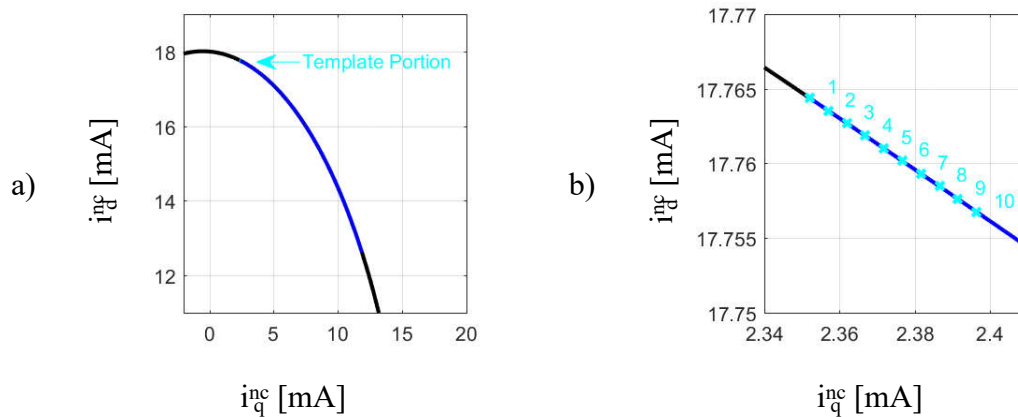 a)
i_d^nc [mA]
18
16
14
12
Template Portion
0 5 10 15 20
i_q^nc [mA]
b)
i_d^nc [mA]
17.77
17.765
17.76
17.755
17.75
1
2
3
4
5
6
7
8
9
10
2.34 2.36 2.38 2.4
i_q^nc [mA]